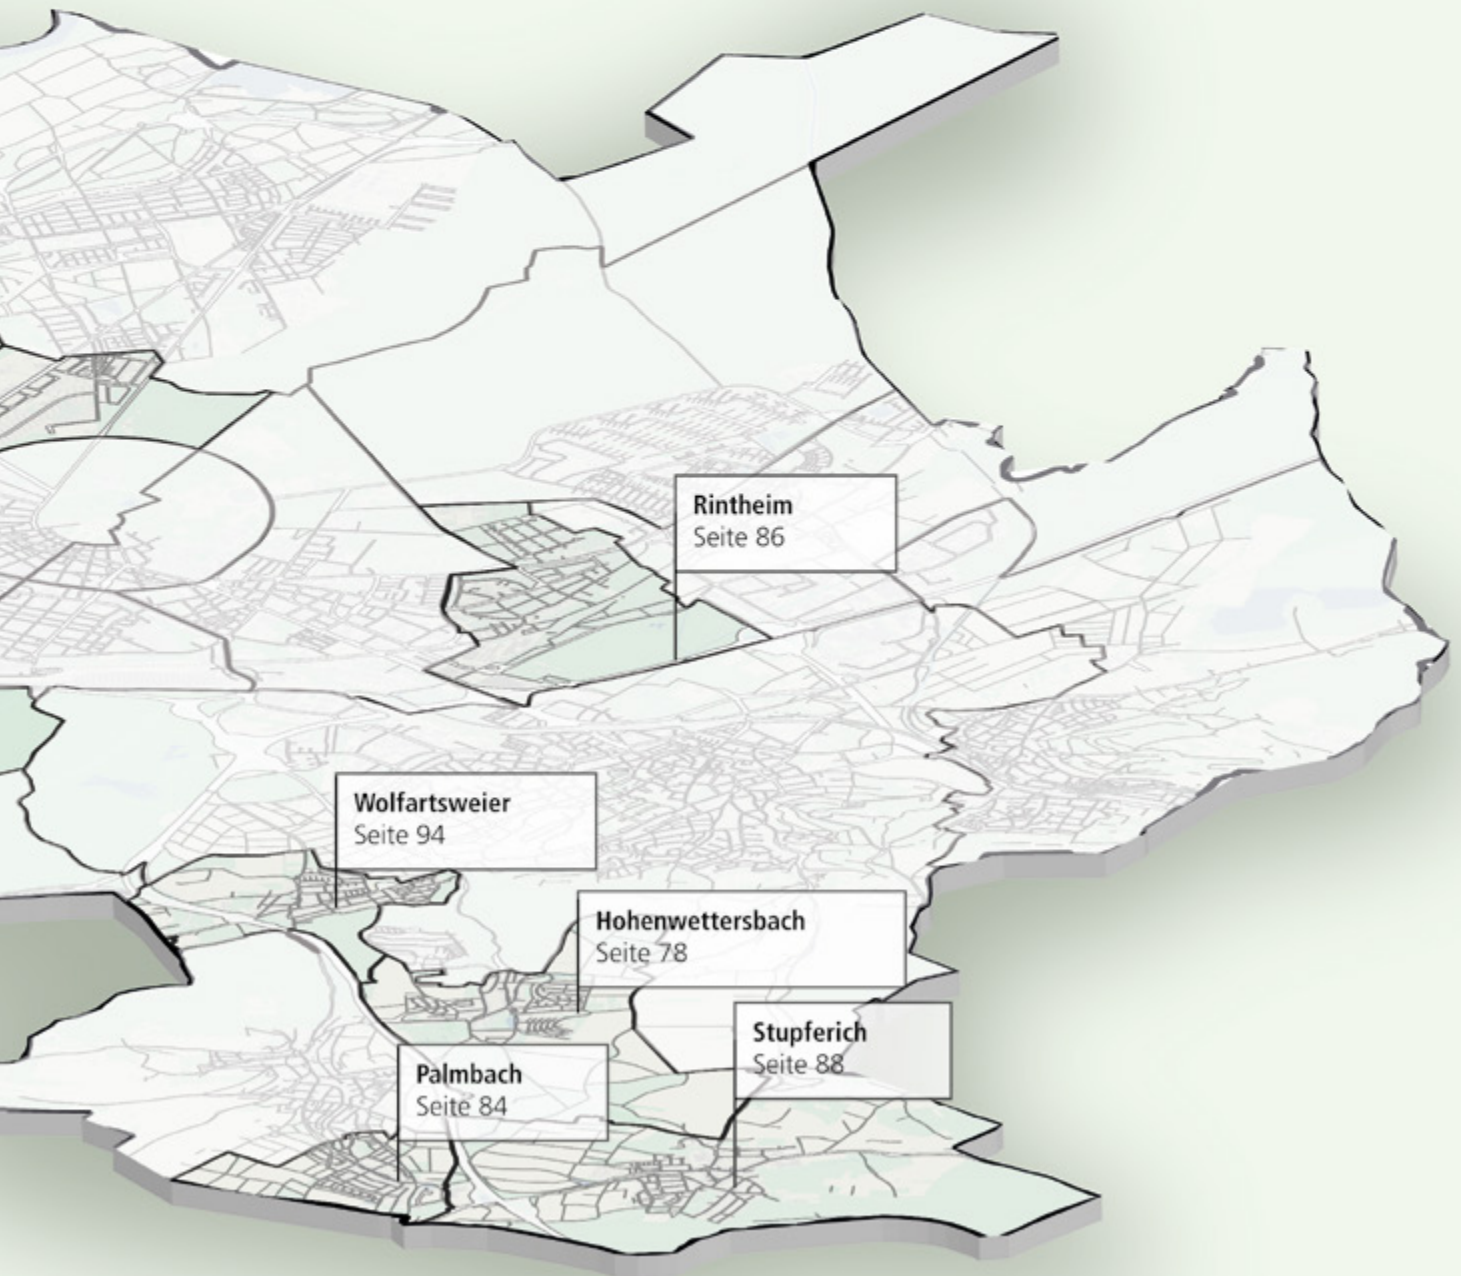 Rintheim
Seite 86
Wolfartsweier
Seite 94
Hohenwettersbach
Seite 78
Stupferich
Seite 88
Palmbach
Seite 84